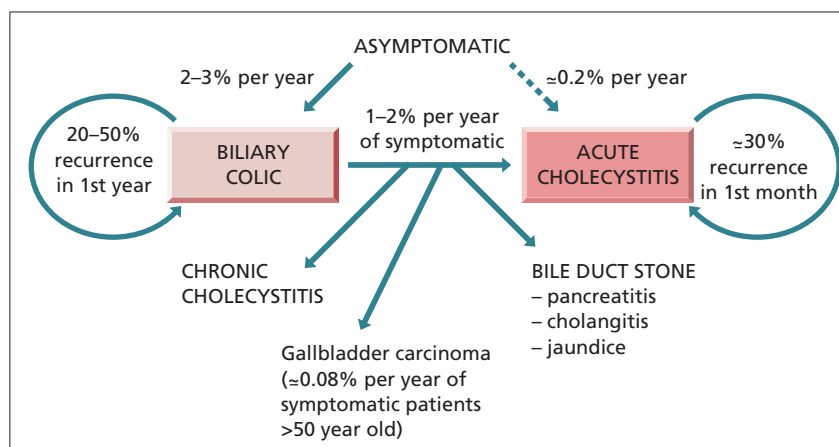 ASYMPTOMATIC
2–3% per year
≃0.2% per year
1–2% per year
of symptomatic
20–50%
recurrence
in 1st year
BILIARY
COLIC
ACUTE
CHOLECYSTITIS
≃30%
recurrence
in 1st month
CHRONIC
CHOLECYSTITIS
BILE DUCT STONE
– pancreatitis
– cholangitis
– jaundice
Gallbladder carcinoma
(≃0.08% per year of
symptomatic patients
>50 year old)